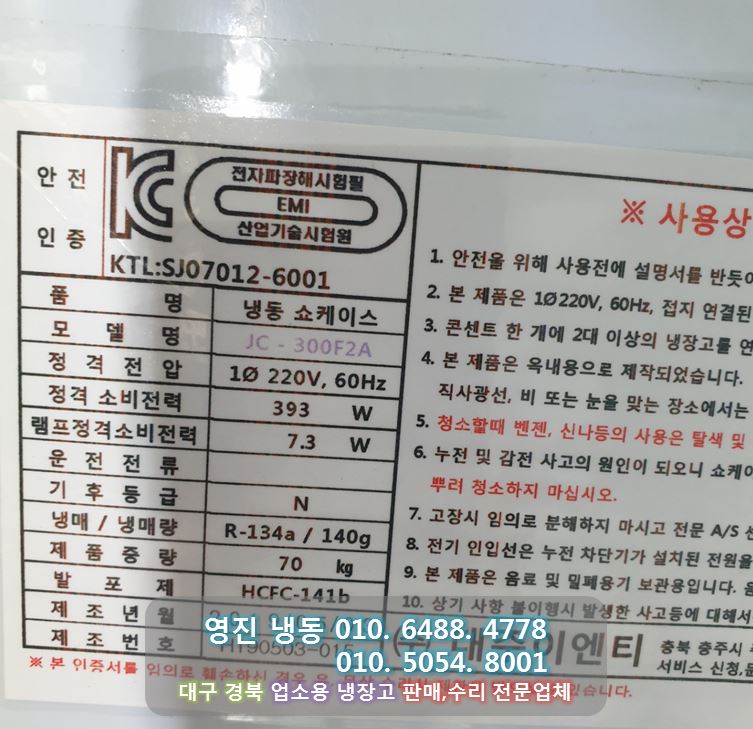 안전
인증
전자파장해시험필
EMI
산업기술시험원
KTL:SJ07012-6001
품 명 냉동 쇼케이스
모 델 명 JC - 300F2A
정 격 전 압 1Ø 220V, 60Hz
정격 소비전력 393 W
램프정격소비전력 7.3 W
운 전 전 류
기 후 등 급 N
냉매 / 냉매량 R-134a / 140g
제 품 중 량 70 kg
발 포 제 HCFC-141b
제 조 년 월
제 조 번 호 HT90503-015
※ 사용상
1. 안전을 위해 사용전에 설명서를 반듯이
2. 본 제품은 1Ø220V, 60Hz, 접지 연결된
3. 콘센트 한 개에 2대 이상의 냉장고를 연
4. 본 제품은 옥내용으로 제작되었습니다.
직사광선, 비 또는 눈을 맞는 장소에서는
5. 청소할때 벤젠, 신나등의 사용은 탈색 및
6. 누전 및 감전 사고의 원인이 되오니 쇼케
뿌려 청소하지 마십시오.
7. 고장시 임의로 분해하지 마시고 전문 A/S 센
8. 전기 인입선은 누전 차단기가 설치된 전원을
9. 본 제품은 음료 및 밀폐용기 보관용입니다.
10. 상기 사항 불이행시 발생한 사고등에 대해서
이엔티
충북 충주시
서비스 신청,문
※ 본 인증서를 임의로 훼손하신 경우
있습니다.
영진 냉동 010. 6488. 4778
010. 5054. 8001
대구 경북 업소용 냉장고 판매,수리 전문업체